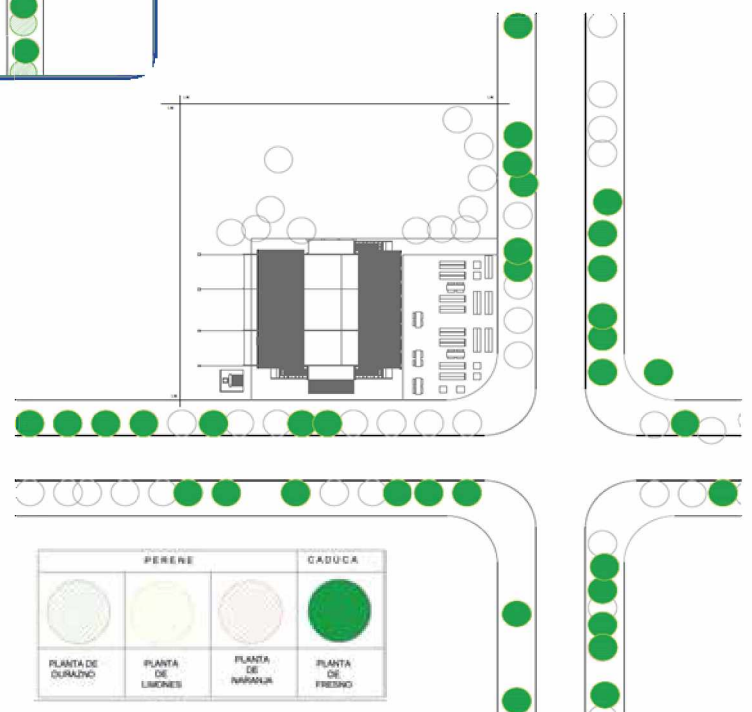 PERENE CADUCA
PLANTA DE DURAZNO
PLANTA DE LIMONES
PLANTA DE NARANJA
PLANTA DE FRESNO